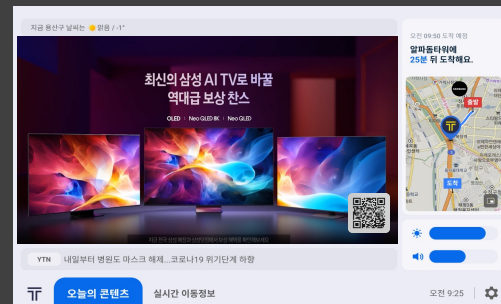 지금 용산구 날씨는 맑음 / -1°
최신의 삼성 AI TV로 바꿀
역대급 보상 찬스
OLED | Neo QLED 8K | Neo QLED
YTN 내일부터 병원도 마스크 해제...코로나19 위기단계 하향
오늘의 콘텐츠
실시간 이동정보
오전 09:50 도착 예정
알파돔타워에
25분 뒤 도착해요.
SAMSUNG
출발
도착
오전 9:25